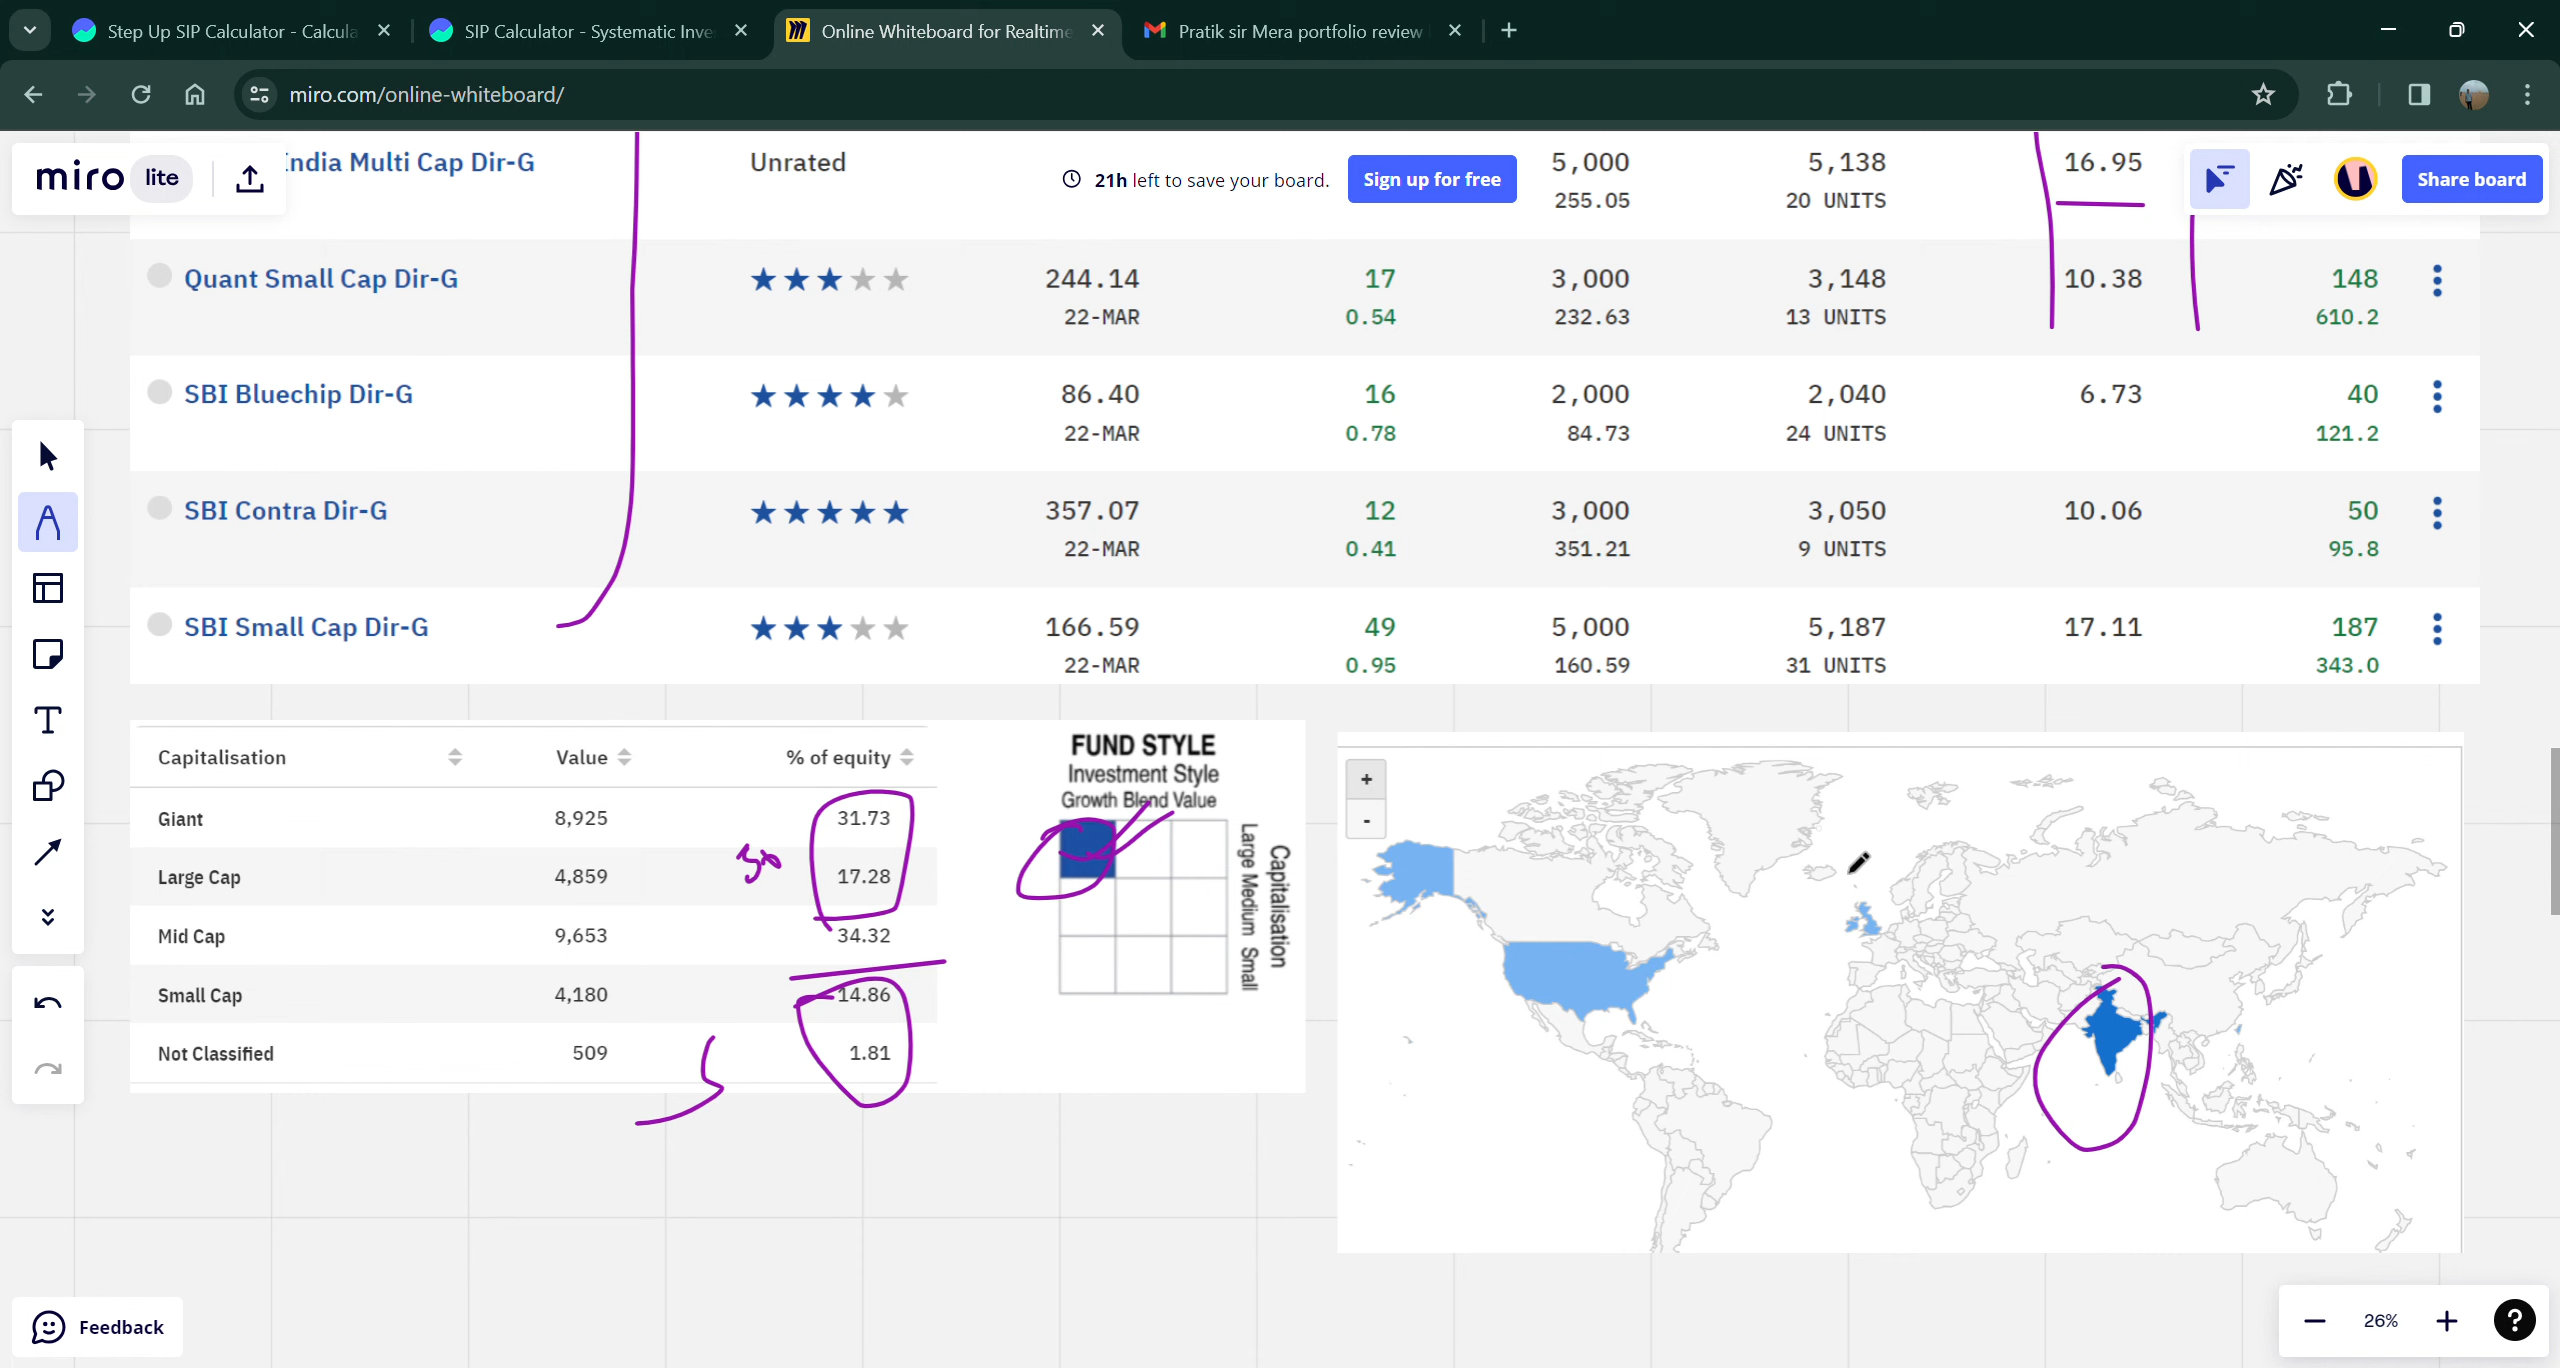 Step Up SIP Calculator - Calcula
SIP Calculator - Systematic Inve
Online Whiteboard for Realtime
Pratik sir Mera portfolio review
miro.com/online-whiteboard/
miro lite
21h left to save your board.
Sign up for free
Share board
India Multi Cap Dir-G Unrated 5,000 5,138 16.95
255.05 20 UNITS
Quant Small Cap Dir-G 244.14 17 3,000 3,148 10.38 148
22-MAR 0.54 232.63 13 UNITS 610.2
SBI Bluechip Dir-G 86.40 16 2,000 2,040 6.73 40
22-MAR 0.78 84.73 24 UNITS 121.2
SBI Contra Dir-G 357.07 12 3,000 3,050 10.06 50
22-MAR 0.41 351.21 9 UNITS 95.8
SBI Small Cap Dir-G 166.59 49 5,000 5,187 17.11 187
22-MAR 0.95 160.59 31 UNITS 343.0
Capitalisation Value % of equity
Giant 8,925 31.73
Large Cap 4,859 17.28
Mid Cap 9,653 34.32
Small Cap 4,180 14.86
Not Classified 509 1.81
50
FUND STYLE
Investment Style
Growth Blend Value
Large Medium Small
Capitalisation
+
-
Feedback
26%
?